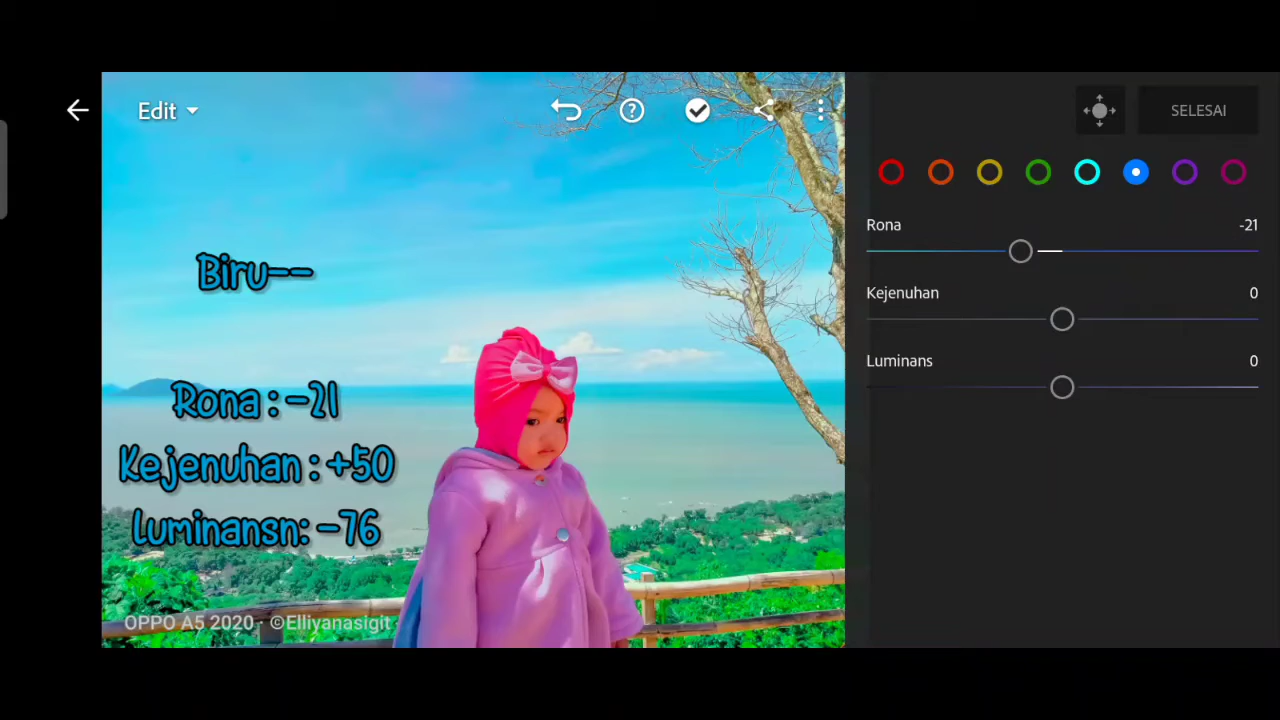 Edit
SELESAI
Rona -21
Kejenuhan 0
Luminans 0
Biru--
Rona : -21
Kejenuhan : +50
Luminansn: -76
OPPO A5 2020 · ©Elliyanasigit